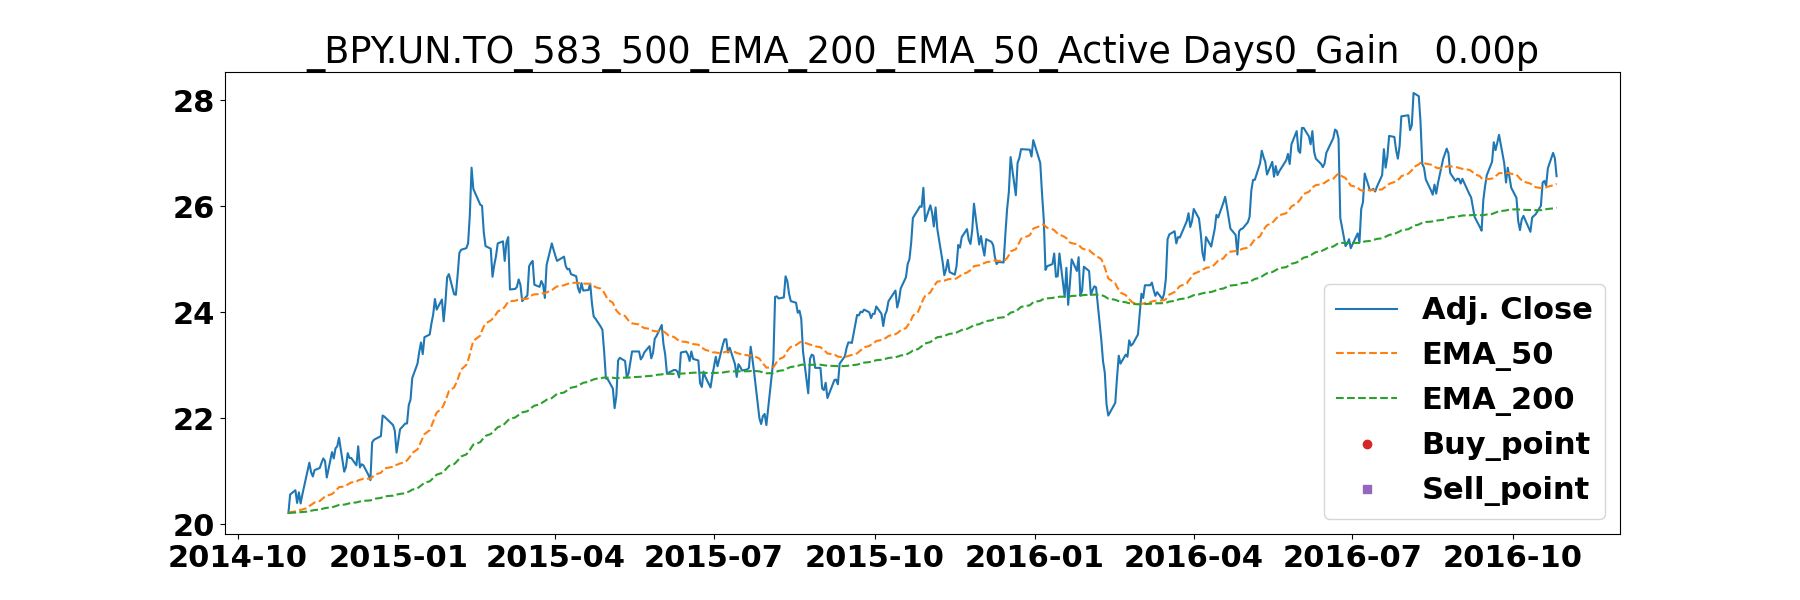 _BPY.UN.TO_583_500_EMA_200_EMA_50_Active Days0_Gain   0.00p
28
26
24
22
20
Adj. Close
EMA_50
EMA_200
Buy_point
Sell_point
2014-10 2015-01 2015-04 2015-07 2015-10 2016-01 2016-04 2016-07 2016-10